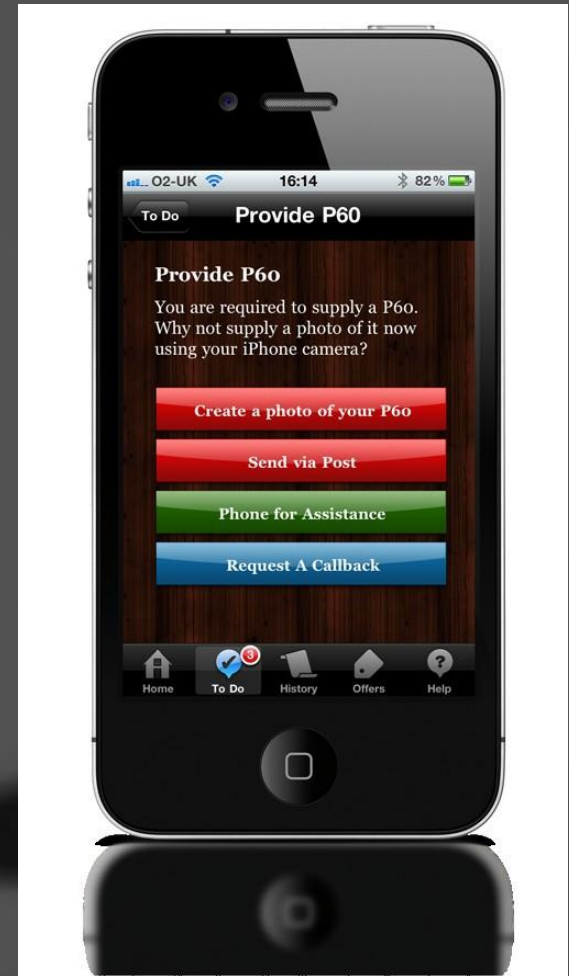 O2-UK 16:14 82%
To Do Provide P60
Provide P60
You are required to supply a P60.
Why not supply a photo of it now
using your iPhone camera?
Create a photo of your P60
Send via Post
Phone for Assistance
Request A Callback
3
Home To Do History Offers Help